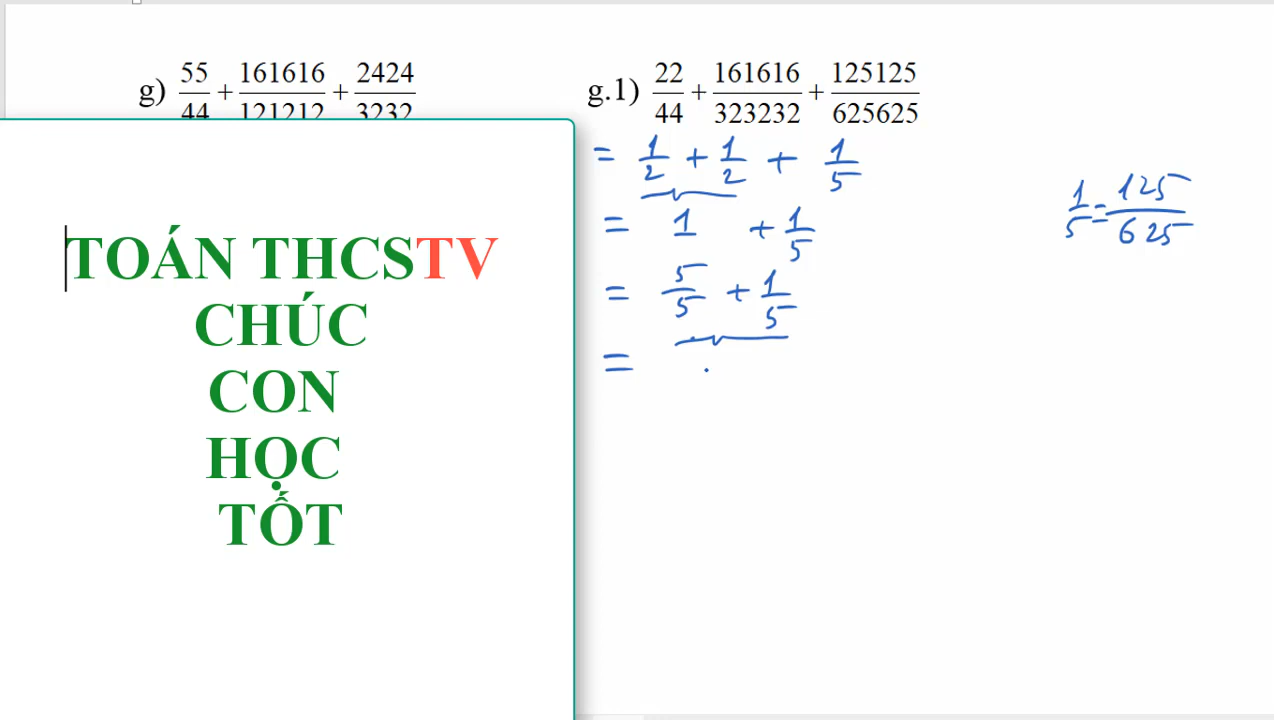 g) 55/44 + 161616/121212 + 2424/3232
g.1) 22/44 + 161616/323232 + 125125/625625
= 1/2 + 1/2 + 1/5
= 1 + 1/5
= 5/5 + 1/5
=
1/5 = 125/625
TOÁN THCSTV
CHÚC
CON
HỌC
TỐT